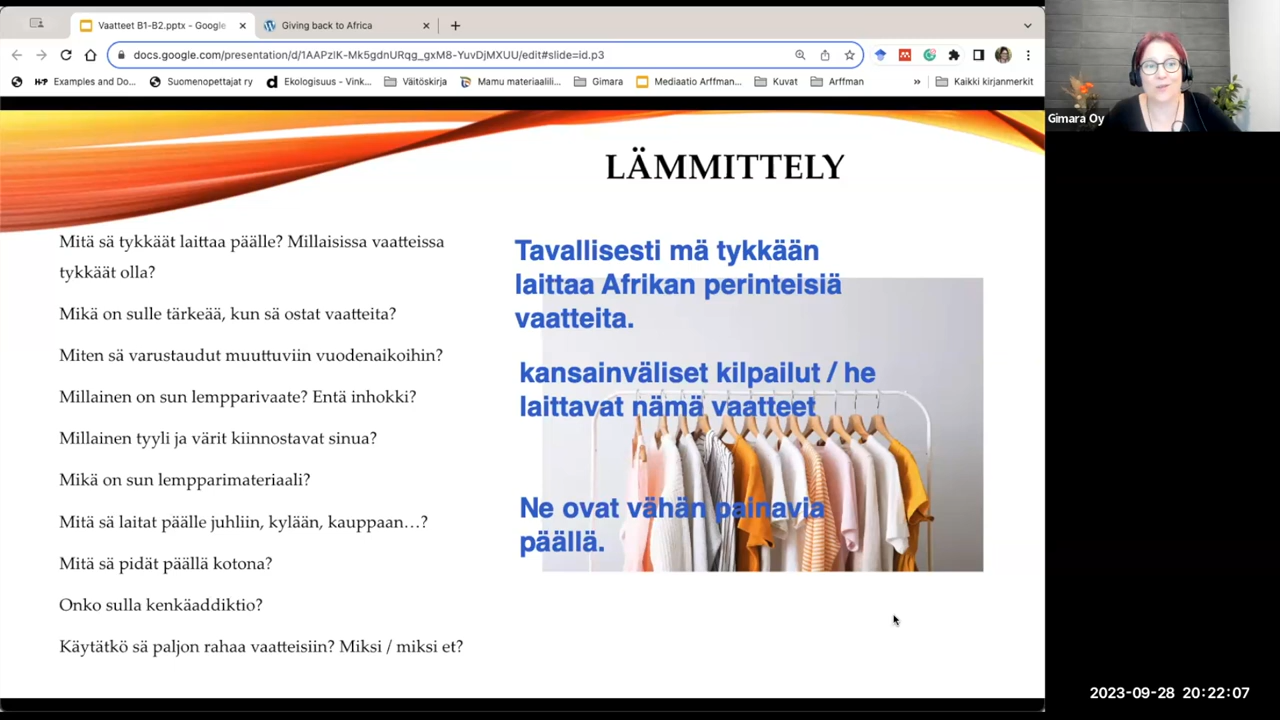 Vaatteet B1-B2.pptx - Google
Giving back to Africa
docs.google.com/presentation/d/1AAPzIK-Mk5gdnURqg_gxM8-YuvDjMXUU/edit#slide=id.p3
Examples and Do...
Suomenopettajat ry
Ekologisuus - Vink...
Väitöskirja
Mamu materiaalili...
Gimara
Mediaatio Arffman...
Kuvat
Arffman
»
Kaikki kirjanmerkit
Gimara Oy
LÄMMITTELY
Mitä sä tykkäät laittaa päälle? Millaisissa vaatteissa
tykkäät olla?
Mikä on sulle tärkeää, kun sä ostat vaatteita?
Miten sä varustaudut muuttuviin vuodenaikoihin?
Millainen on sun lempparivaate? Entä inhokki?
Millainen tyyli ja värit kiinnostavat sinua?
Mikä on sun lempparimateriaali?
Mitä sä laitat päälle juhliin, kylään, kauppaan…?
Mitä sä pidät päällä kotona?
Onko sulla kenkäaddiktio?
Käytätkö sä paljon rahaa vaatteisiin? Miksi / miksi et?
Tavallisesti mä tykkään
laittaa Afrikan perinteisiä
vaatteita.
kansainväliset kilpailut / he
laittavat nämä vaatteet
Ne ovat vähän painavia
päällä.
2023-09-28 20:22:07